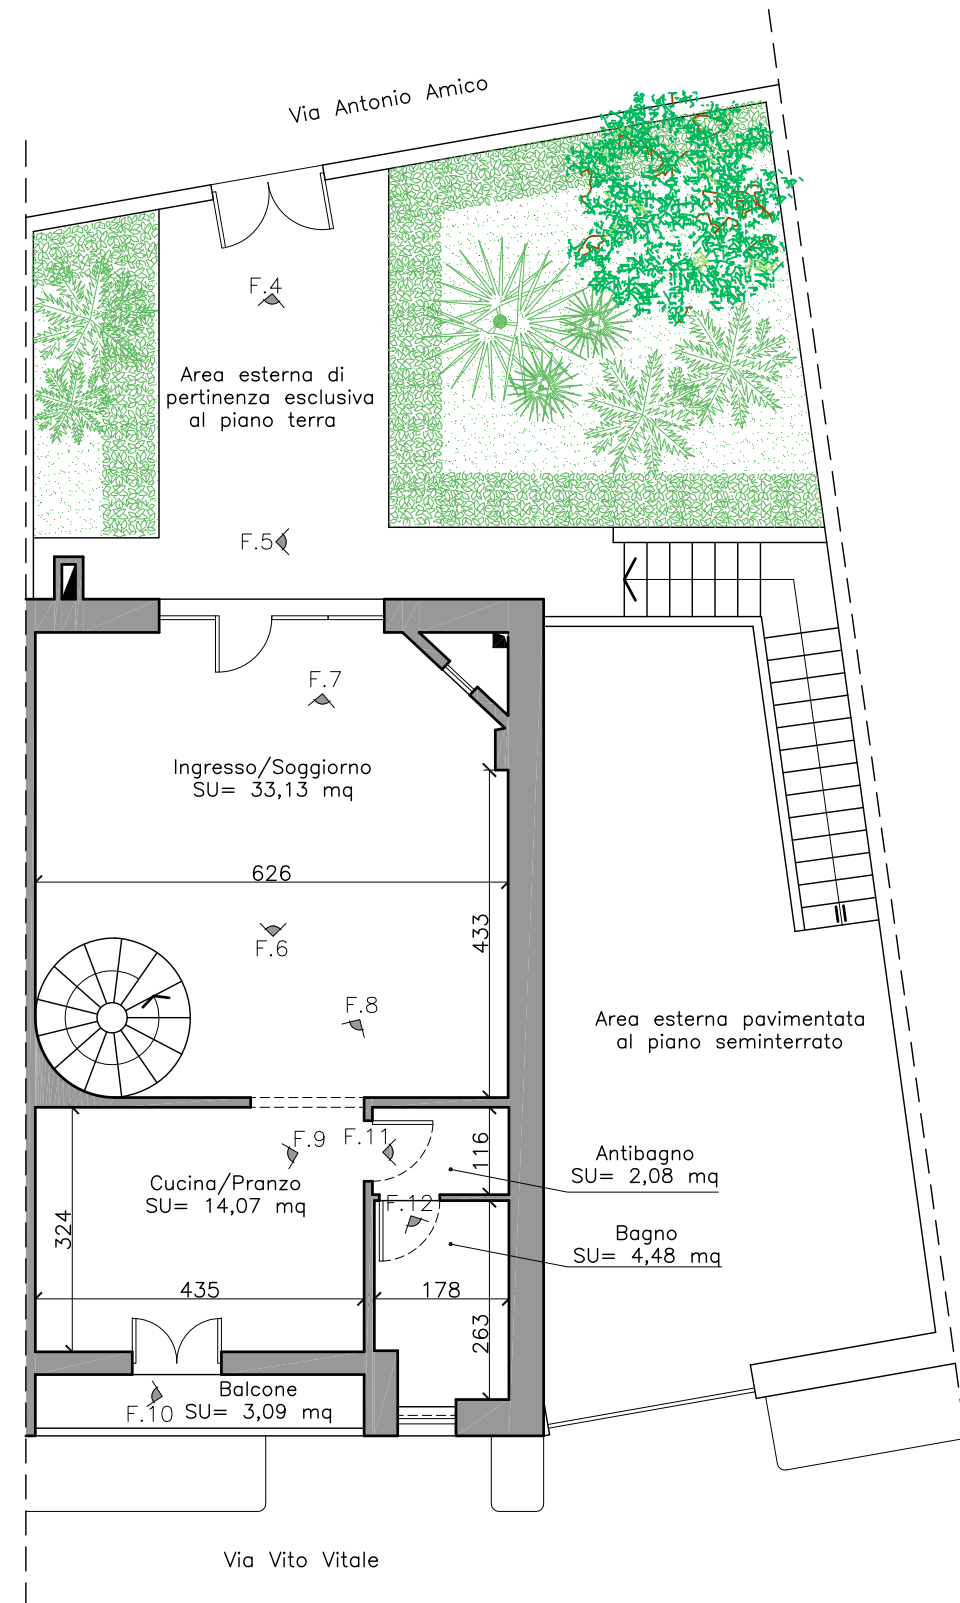 Via Antonio Amico
F.4
Area esterna di
pertinenza esclusiva
al piano terra
F.5
F.7
Ingresso/Soggiorno
SU= 33,13 mq
626
433
F.6
F.8
Area esterna pavimentata
al piano seminterrato
F.9
F.11
116
Antibagno
SU= 2,08 mq
Cucina/Pranzo
SU= 14,07 mq
F.12
324
Bagno
SU= 4,48 mq
435
178
263
Balcone
SU= 3,09 mq
F.10
Via Vito Vitale